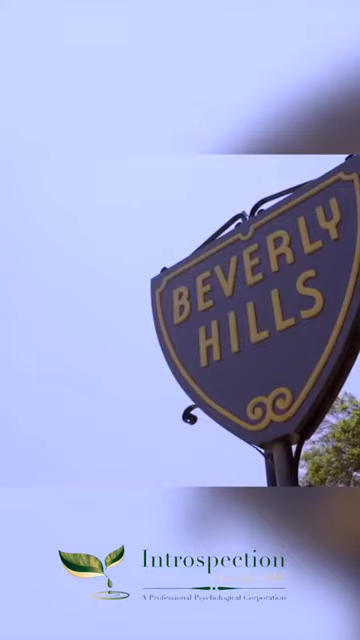 BEVERLY
HILLS
Introspection
A Professional Psychological Corporation